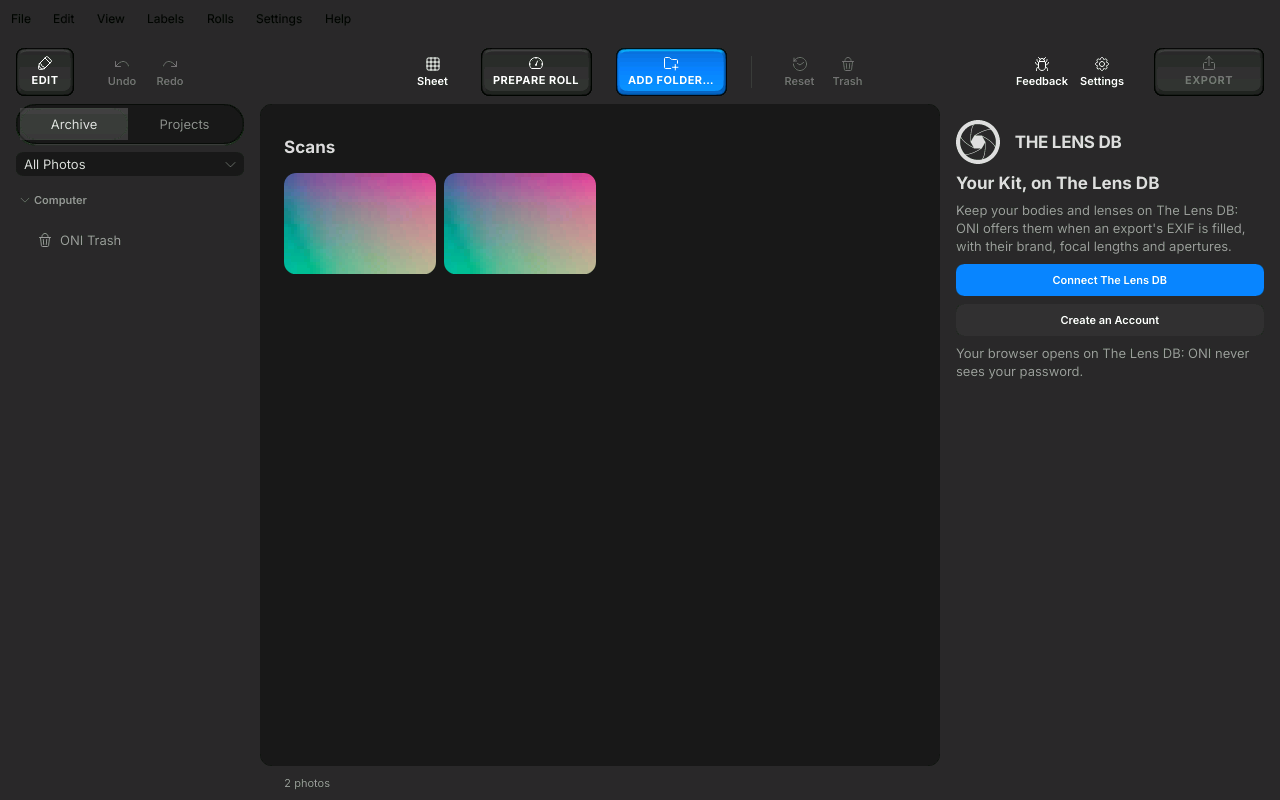 File Edit View Labels Rolls Settings Help
EDIT Undo Redo Sheet PREPARE ROLL ADD FOLDER... Reset Trash Feedback Settings EXPORT
Archive Projects
All Photos
Computer
ONI Trash
Scans
2 photos
THE LENS DB
Your Kit, on The Lens DB
Keep your bodies and lenses on The Lens DB:
ONI offers them when an export's EXIF is filled,
with their brand, focal lengths and apertures.
Connect The Lens DB
Create an Account
Your browser opens on The Lens DB: ONI never
sees your password.